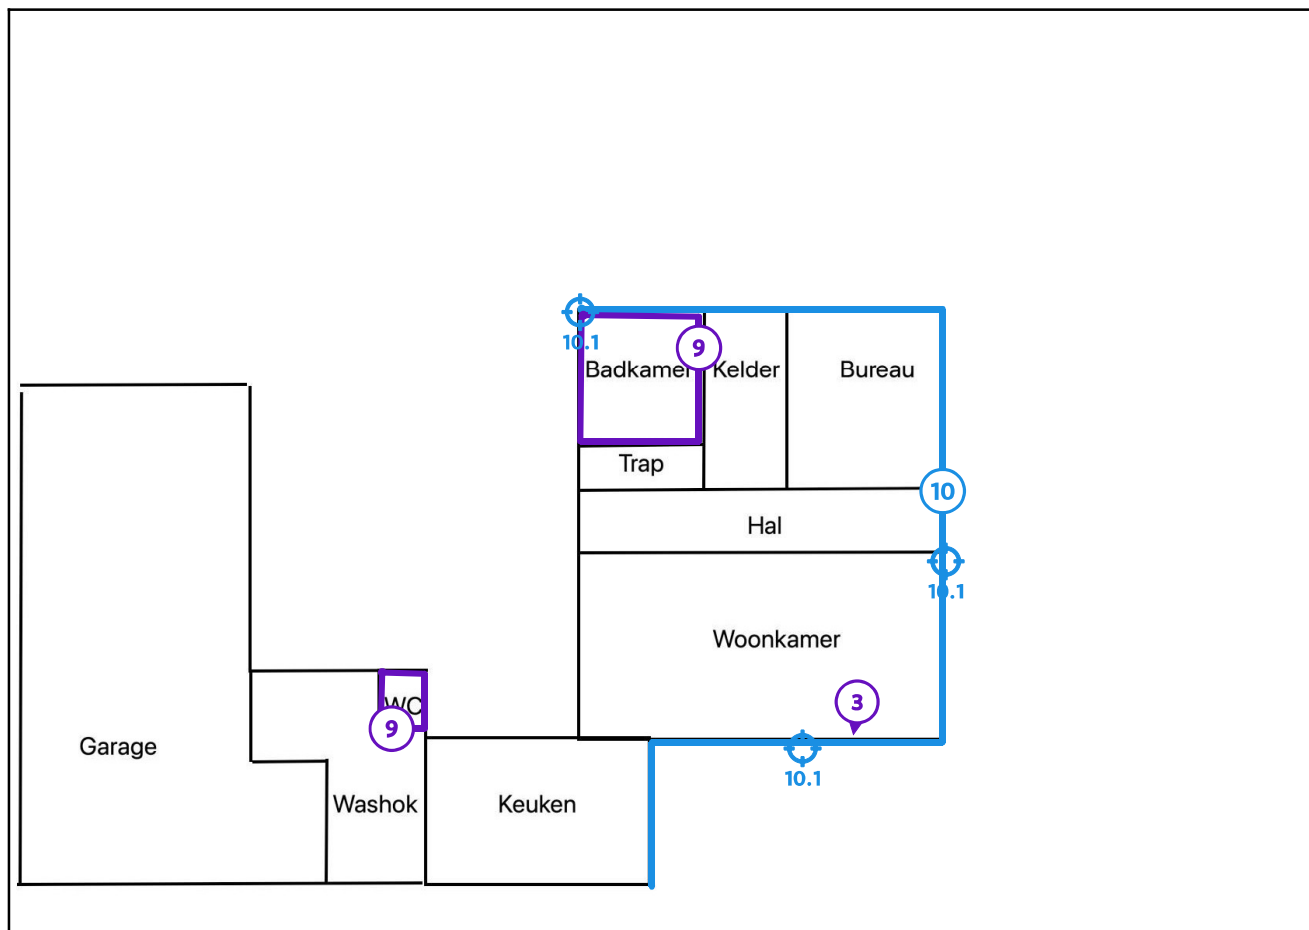 10.1
9
Badkamer
Kelder
Bureau
Trap
10
Hal
10.1
Woonkamer
3
WC
9
Garage
10.1
Washok
Keuken